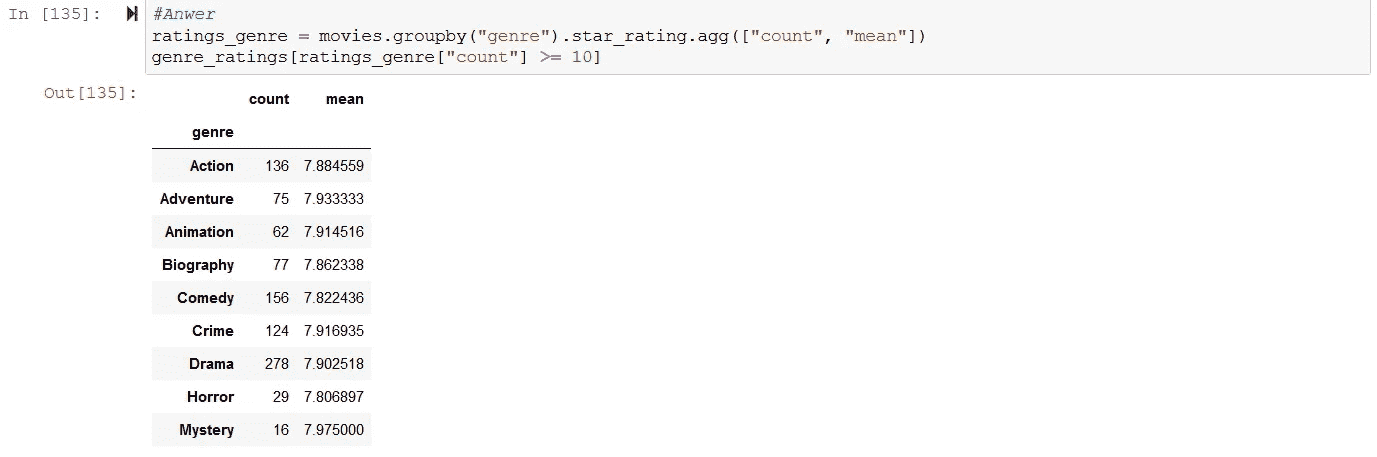 In [135]: #Anwer
ratings_genre = movies.groupby("genre").star_rating.agg(["count", "mean"])
genre_ratings[ratings_genre["count"] >= 10]
Out[135]:
count mean
genre
Action 136 7.884559
Adventure 75 7.933333
Animation 62 7.914516
Biography 77 7.862338
Comedy 156 7.822436
Crime 124 7.916935
Drama 278 7.902518
Horror 29 7.806897
Mystery 16 7.975000